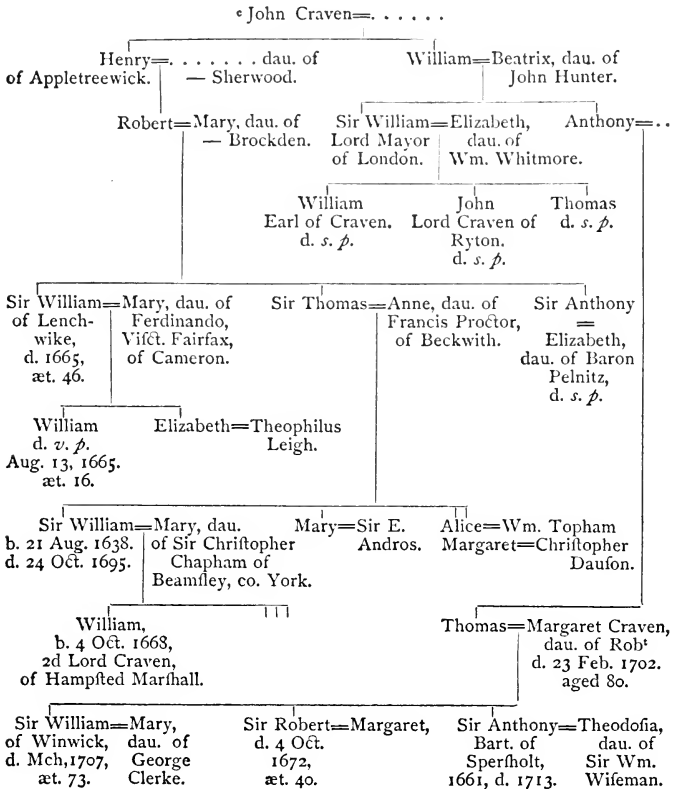 ᵉ John Craven=. . . . . .
Henry=. . . . . . . dau. of
of Appletreewick. — Sherwood.
William=Beatrix, dau. of
John Hunter.
Robert=Mary, dau. of
— Brockden.
Sir William=Elizabeth,
Lord Mayor dau. of
of London. Wm. Whitmore.
Anthony=. .
William
Earl of Craven.
d. s. p.
John
Lord Craven of
Ryton.
d. s. p.
Thomas
d. s. p.
Sir William=Mary, dau. of
of Lench- Ferdinando,
wike, Viſct. Fairfax,
d. 1665, of Cameron.
æt. 46.
Sir Thomas=Anne, dau. of
Francis Proctor,
of Beckwith.
Sir Anthony
=
Elizabeth,
dau. of Baron
Pelnitz,
d. s. p.
William
d. v. p.
Aug. 13, 1665.
æt. 16.
Elizabeth=Theophilus
Leigh.
Sir William=Mary, dau.
b. 21 Aug. 1638. of Sir Chriſtopher
d. 24 Oct. 1695. Chapham of
Beamſley, co. York.
Mary=Sir E.
Andros.
Alice=Wm. Topham
Margaret=Chriſtopher
Dauſon.
William,
b. 4 Oct. 1668,
2d Lord Craven,
of Hampſted Marſhall.
Thomas=Margaret Craven,
dau. of Robᵗ
d. 23 Feb. 1702.
aged 80.
Sir William=Mary,
of Winwick, dau. of
d. Mch, 1707, George
æt. 73. Clerke.
Sir Robert=Margaret,
d. 4 Oct.
1672,
æt. 40.
Sir Anthony=Theodoſia,
Bart. of dau. of
Sperſholt, Sir Wm.
1661, d. 1713. Wiſeman.